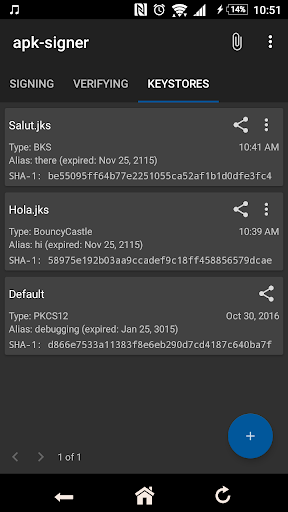 14% 10:51
apk-signer
SIGNING VERIFYING KEYSTORES
Salut.jks
Type: BKS 10:41 AM
Alias: there (expired: Nov 25, 2115)
SHA-1: be55095ff64b77e2251055ca52af1b1d0dfe3fc4
Hola.jks
Type: BouncyCastle 10:39 AM
Alias: hi (expired: Nov 25, 2115)
SHA-1: 58975e192b03aa9ccadef9c18ff458856579dcae
Default
Type: PKCS12 Oct 30, 2016
Alias: debugging (expired: Jan 25, 3015)
SHA-1: d866e7533a11383f8e6eb290d7cd4187c640ba7f
+
1 of 1